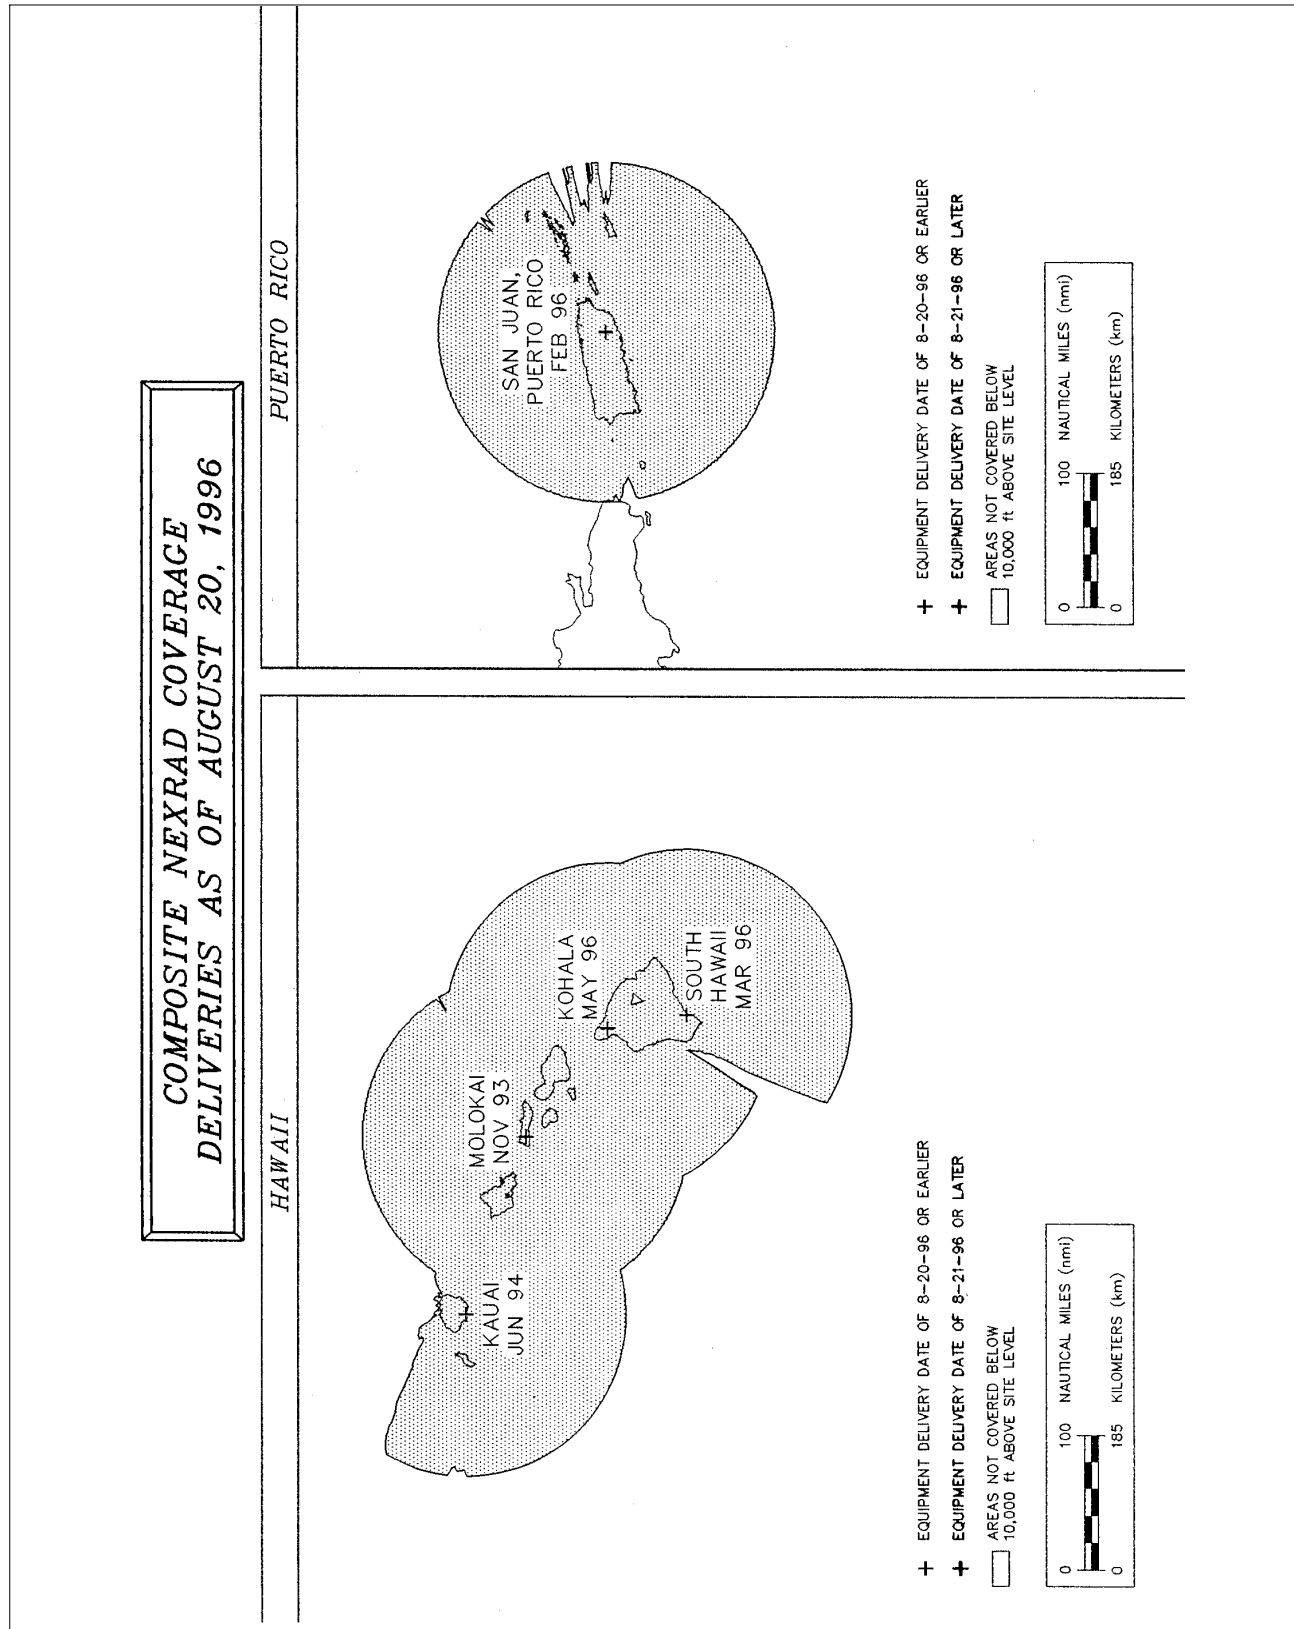 COMPOSITE NEXRAD COVERAGE
DELIVERIES AS OF AUGUST 20, 1996
HAWAII
KAUAI
JUN 94
MOLOKAI
NOV 93
KOHALA
MAY 96
SOUTH
HAWAII
MAR 96
+ EQUIPMENT DELIVERY DATE OF 8-20-96 OR EARLIER
+ EQUIPMENT DELIVERY DATE OF 8-21-96 OR LATER
AREAS NOT COVERED BELOW
10,000 ft ABOVE SITE LEVEL
0 100 NAUTICAL MILES (nmi)
0 185 KILOMETERS (km)
PUERTO RICO
SAN JUAN,
PUERTO RICO
FEB 96
+ EQUIPMENT DELIVERY DATE OF 8-20-96 OR EARLIER
+ EQUIPMENT DELIVERY DATE OF 8-21-96 OR LATER
AREAS NOT COVERED BELOW
10,000 ft ABOVE SITE LEVEL
0 100 NAUTICAL MILES (nmi)
0 185 KILOMETERS (km)